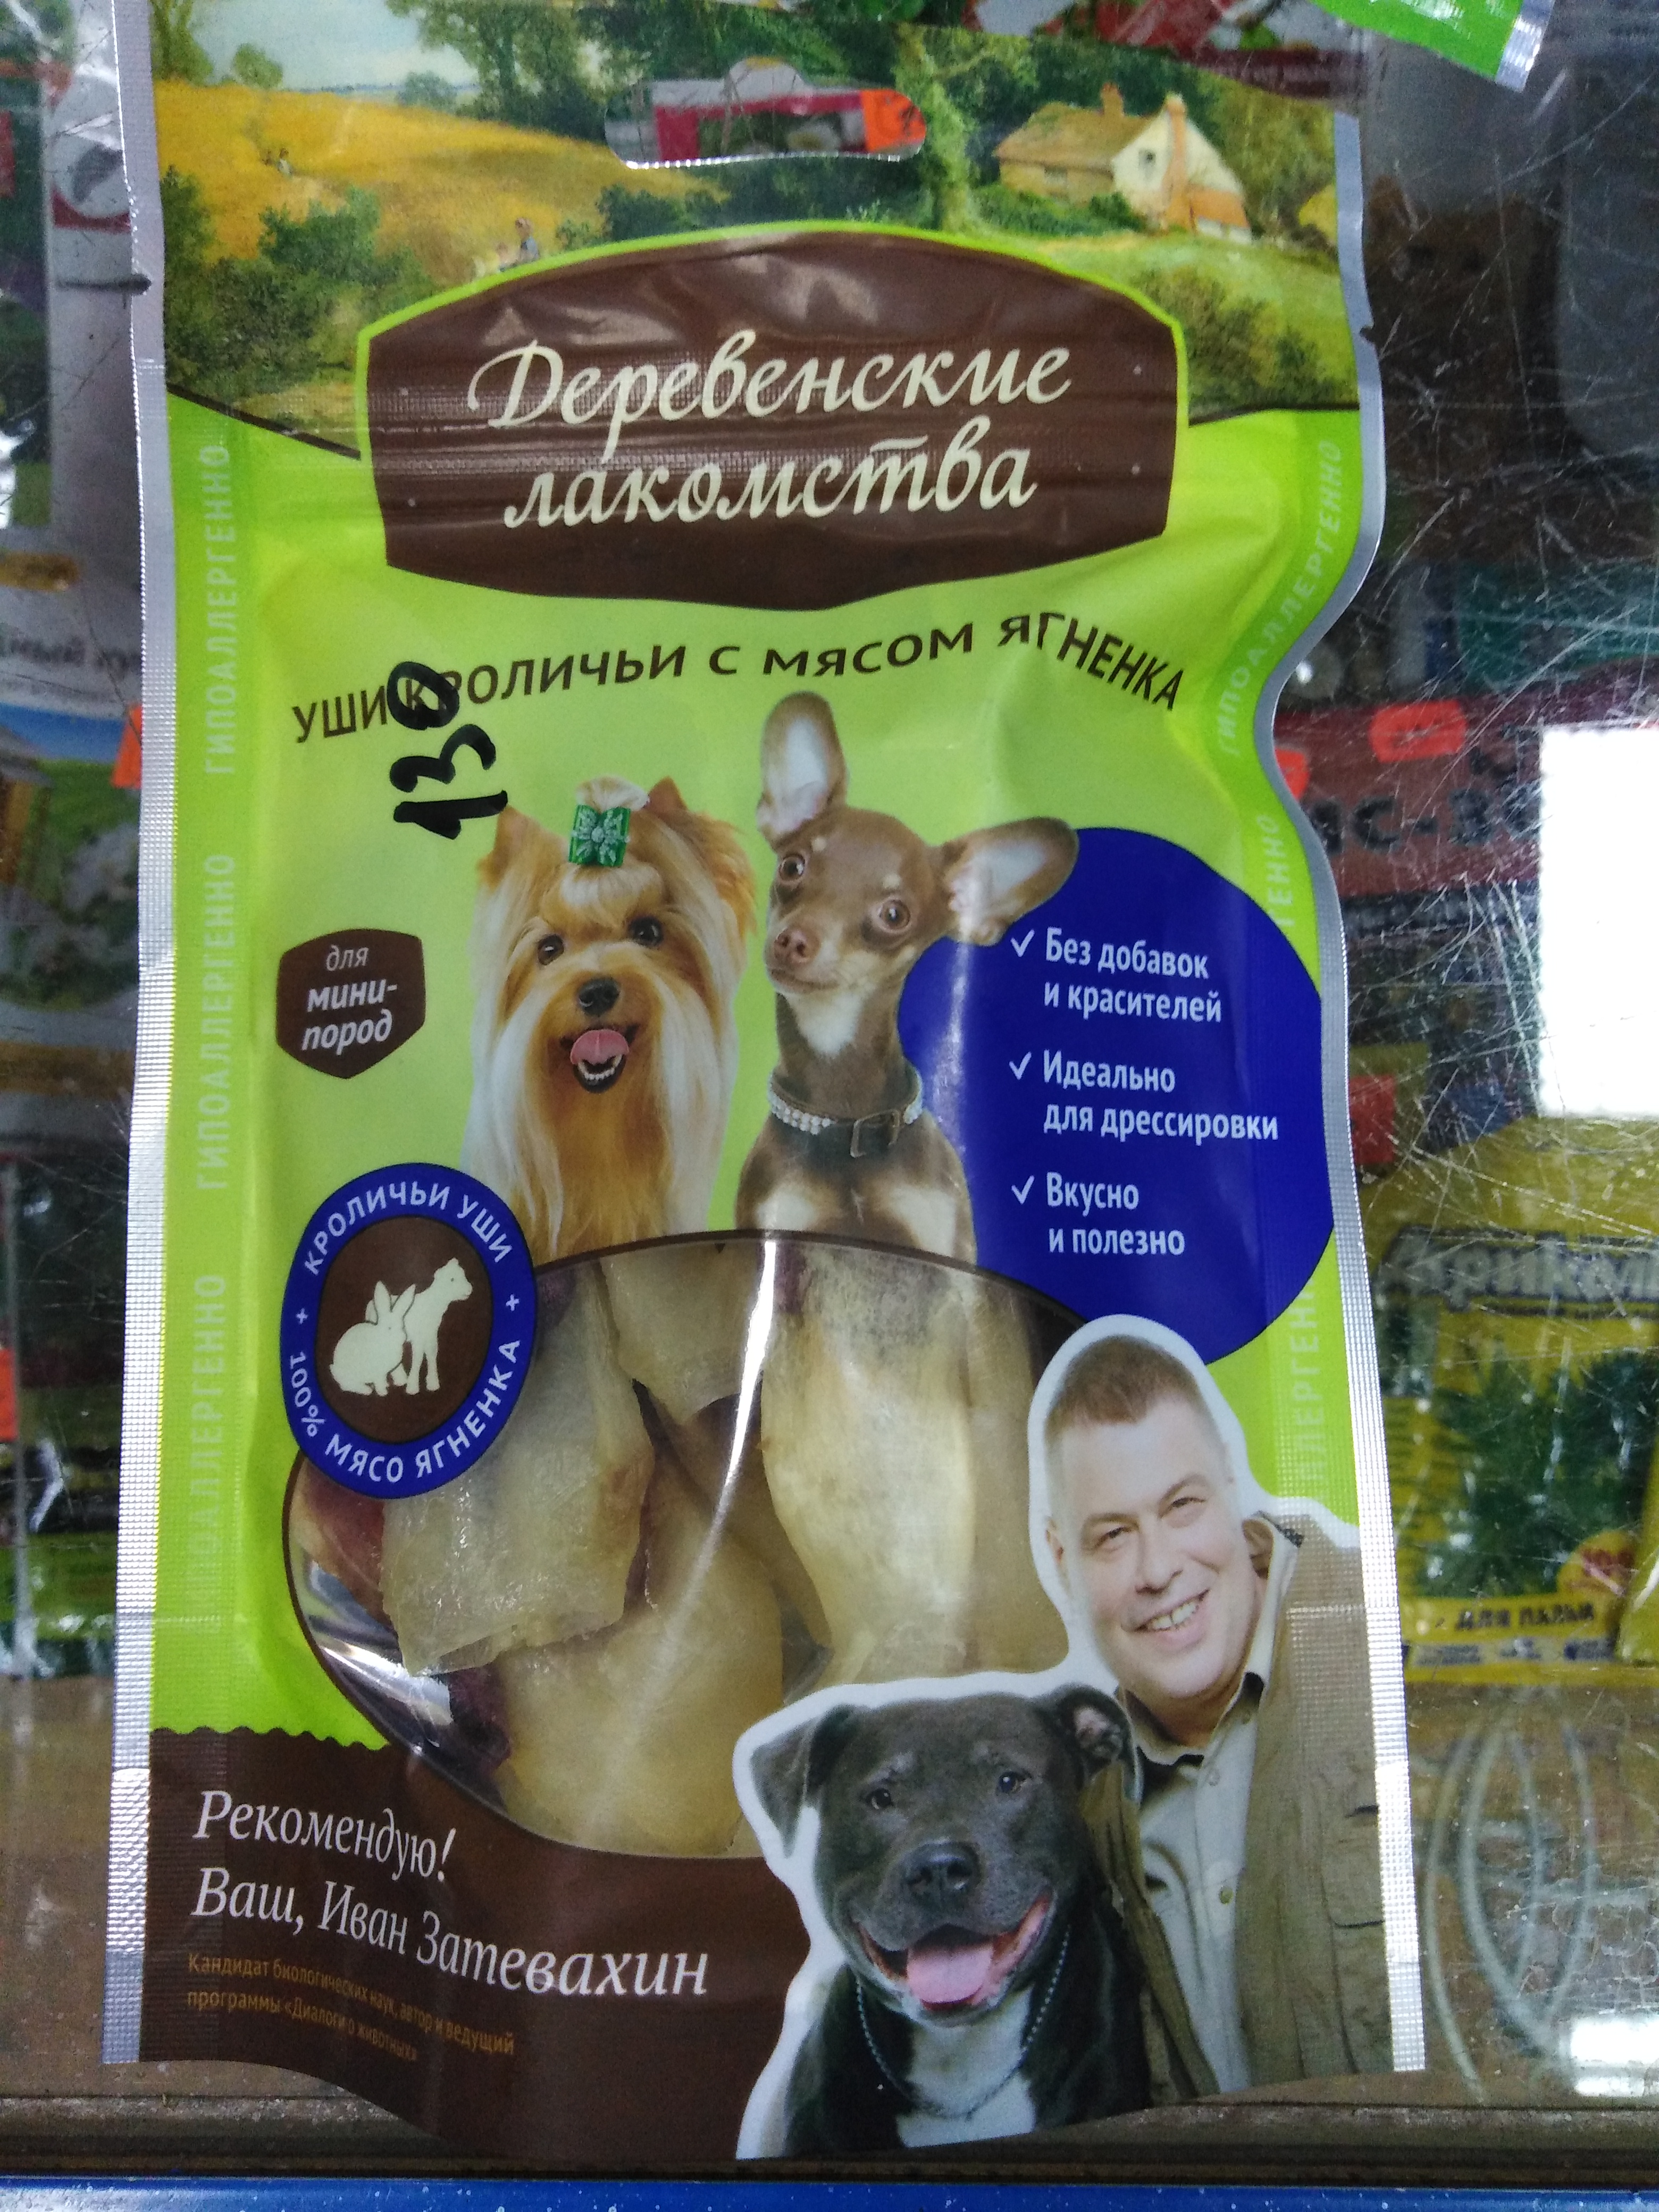 Деревенские
лакомства
УШИ КРОЛИЧЬИ С МЯСОМ ЯГНЕНКА
130
для
мини-
пород
✓ Без добавок
и красителей
✓ Идеально
для дрессировки
✓ Вкусно
и полезно
КРОЛИЧЬИ УШИ
+ 100% МЯСО ЯГНЕНКА +
Рекомендую!
Ваш, Иван Затевахин
Кандидат биологических наук, автор и ведущий
программы «Диалоги о животных»
ГИПОАЛЛЕРГЕННО
ГИПОАЛЛЕРГЕННО
ГИПОАЛЛЕРГЕННО